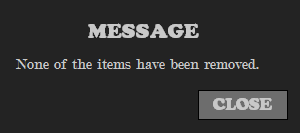 MESSAGE
None of the items have been removed.
CLOSE